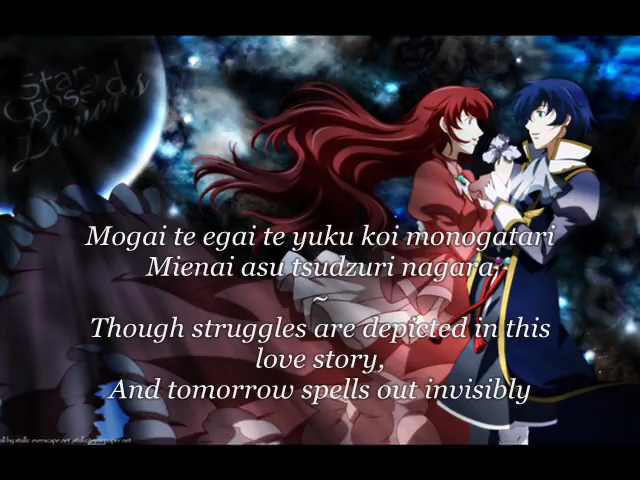 Star
Cross'd
Lovers
Mogai te egai te yuku koi monogatari
Mienai asu tsudzuri nagara
~
Though struggles are depicted in this
love story,
And tomorrow spells out invisibly